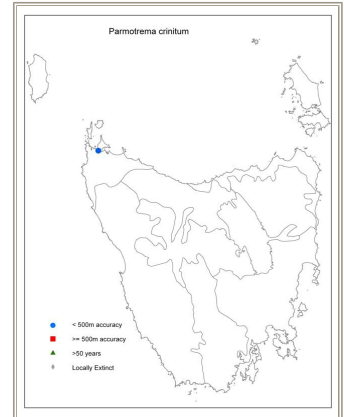 Parmotrema crinitum
< 500m accuracy
>= 500m accuracy
>50 years
Locally Extinct